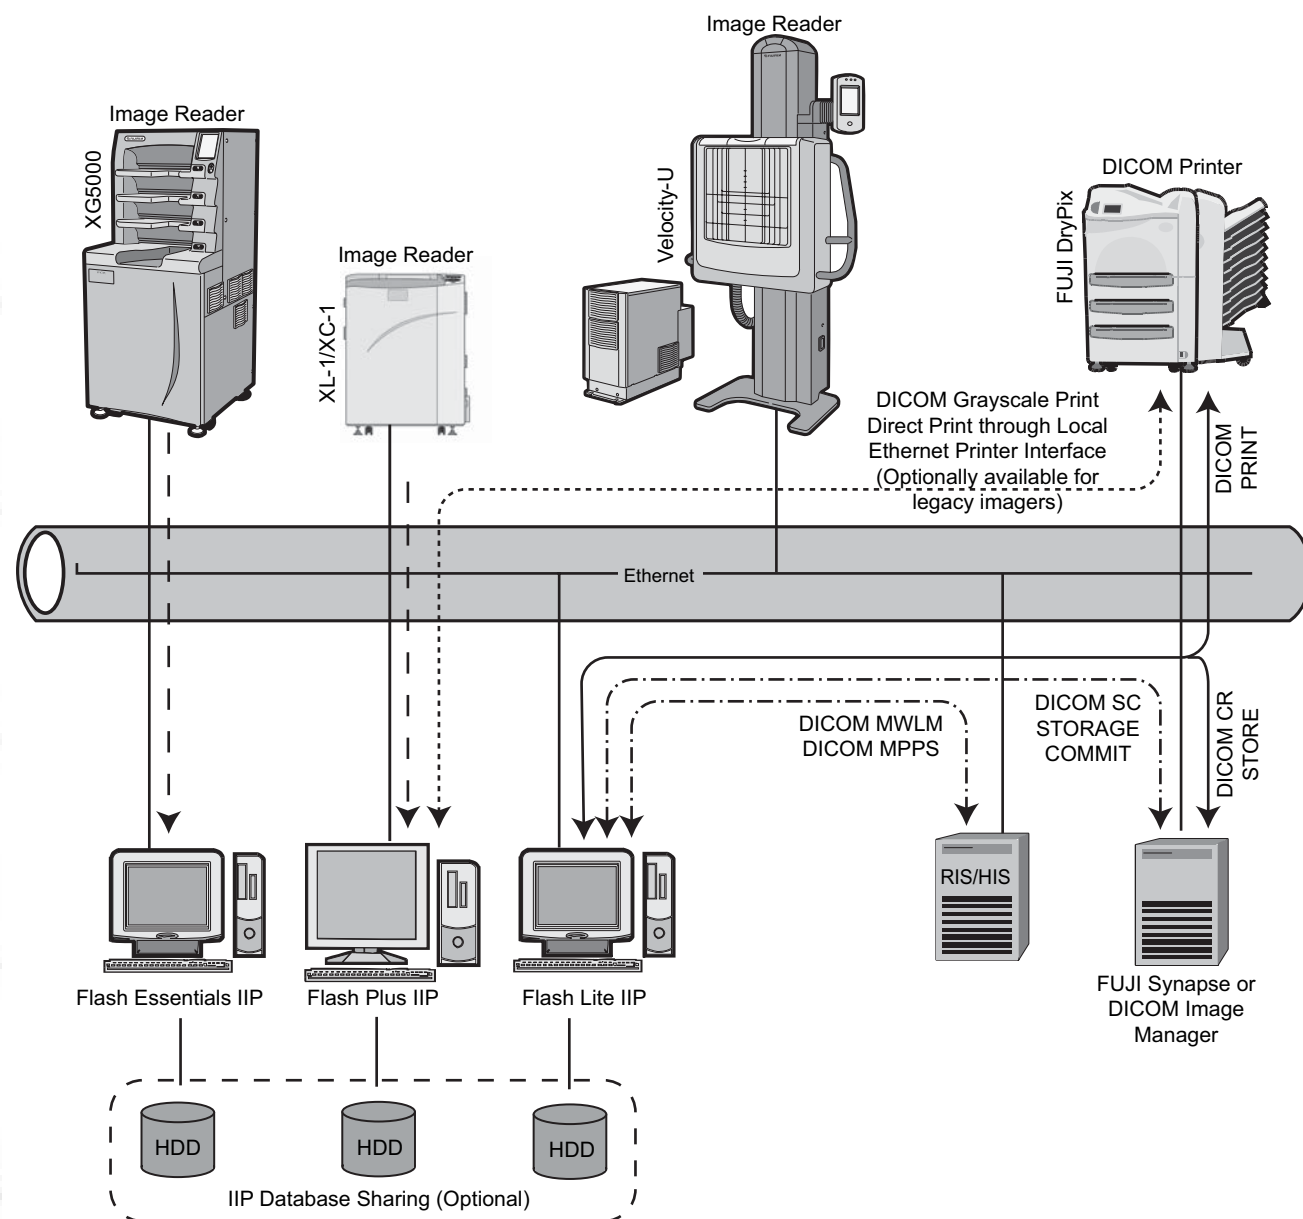 Image Reader
Image Reader
XG5000
Velocity-U
DICOM Printer
FUJI DryPix
Image Reader
XL-1/XC-1
DICOM Grayscale Print
Direct Print through Local
Ethernet Printer Interface
(Optionally available for
legacy imagers)
DICOM
PRINT
Ethernet
DICOM MWLM
DICOM MPPS
DICOM SC
STORAGE
COMMIT
DICOM CR
STORE
RIS/HIS
Flash Essentials IIP
Flash Plus IIP
Flash Lite IIP
FUJI Synapse or
DICOM Image
Manager
HDD
HDD
HDD
IIP Database Sharing (Optional)